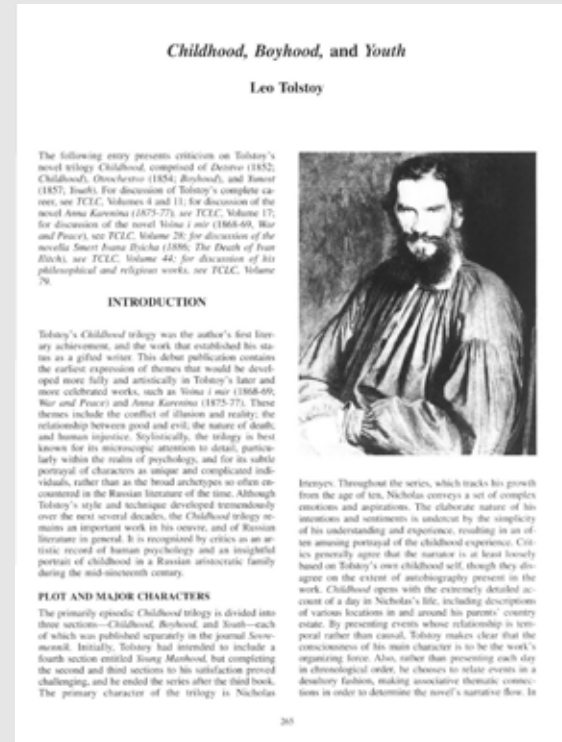 Childhood, Boyhood, and Youth
Leo Tolstoy
The following entry presents criticism on Tolstoy's
novel trilogy Childhood, comprised of Detstvo (1852;
Childhood), Otrochestvo (1854; Boyhood), and Yunost
(1857; Youth). For discussion of Tolstoy's complete ca-
reer, see TCLC, Volumes 4 and 11; for discussion of the
novel Anna Karenina (1875-77), see TCLC, Volume 17;
for discussion of the novel Voina i mir (1868-69, War
and Peace), see TCLC, Volume 28; for discussion of the
novella Smert Ivana Ilyicha (1886; The Death of Ivan
Ilitch), see TCLC, Volume 44; for discussion of his
philosophical and religious works, see TCLC, Volume
79.
INTRODUCTION
Tolstoy's Childhood trilogy was the author's first liter-
ary achievement, and the work that established his sta-
tus as a gifted writer. This debut publication contains
the earliest expression of themes that would be devel-
oped more fully and artistically in Tolstoy's later and
more celebrated works, such as Voina i mir (1868-69;
War and Peace) and Anna Karenina (1875-77). These
themes include the conflict of illusion and reality; the
relationship between good and evil; the nature of death;
and human injustice. Stylistically, the trilogy is best
known for its microscopic attention to detail, particu-
larly within the realm of psychology, and for its subtle
portrayal of characters as unique and complicated indi-
viduals, rather than as the broad archetypes so often en-
countered in the Russian literature of the time. Although
Tolstoy's style and technique developed tremendously
over the next several decades, the Childhood trilogy re-
mains an important work in his oeuvre, and of Russian
literature in general. It is recognized by critics as an ar-
tistic record of human psychology and an insightful
portrait of childhood in a Russian aristocratic family
during the mid-nineteenth century.
PLOT AND MAJOR CHARACTERS
The primarily episodic Childhood trilogy is divided into
three sections—Childhood, Boyhood, and Youth—each
of which was published separately in the journal Sovre-
mennik. Initially, Tolstoy had intended to include a
fourth section entitled Young Manhood, but completing
the second and third sections to his satisfaction proved
challenging, and he ended the series after the third book.
The primary character of the trilogy is Nicholas
Irtenyev. Throughout the series, which tracks his growth
from the age of ten, Nicholas conveys a set of complex
emotions and aspirations. The elaborate nature of his
intentions and sentiments is undercut by the simplicity
of his understanding and experience, resulting in an of-
ten amusing portrayal of the childhood experience. Crit-
ics generally agree that the narrator is at least loosely
based on Tolstoy's own childhood self, though they dis-
agree on the extent of autobiography present in the
work. Childhood opens with the extremely detailed ac-
count of a day in Nicholas's life, including descriptions
of various locations in and around his parents' country
estate. By presenting events whose relationship is tem-
poral rather than causal, Tolstoy makes clear that the
consciousness of his main character is to be the work's
organizing force. Also, rather than presenting each day
in chronological order, he chooses to relate events in a
desultory fashion, making associative thematic connec-
tions in order to determine the novel's narrative flow. In
265